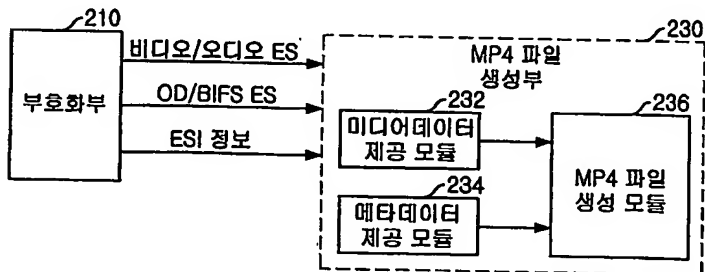 210
부호화부
비디오/오디오 ES
OD/BIFS ES
ESI 정보
230
MP4 파일
생성부
232
미디어데이터
제공 모듈
234
메타데이터
제공 모듈
236
MP4 파일
생성 모듈